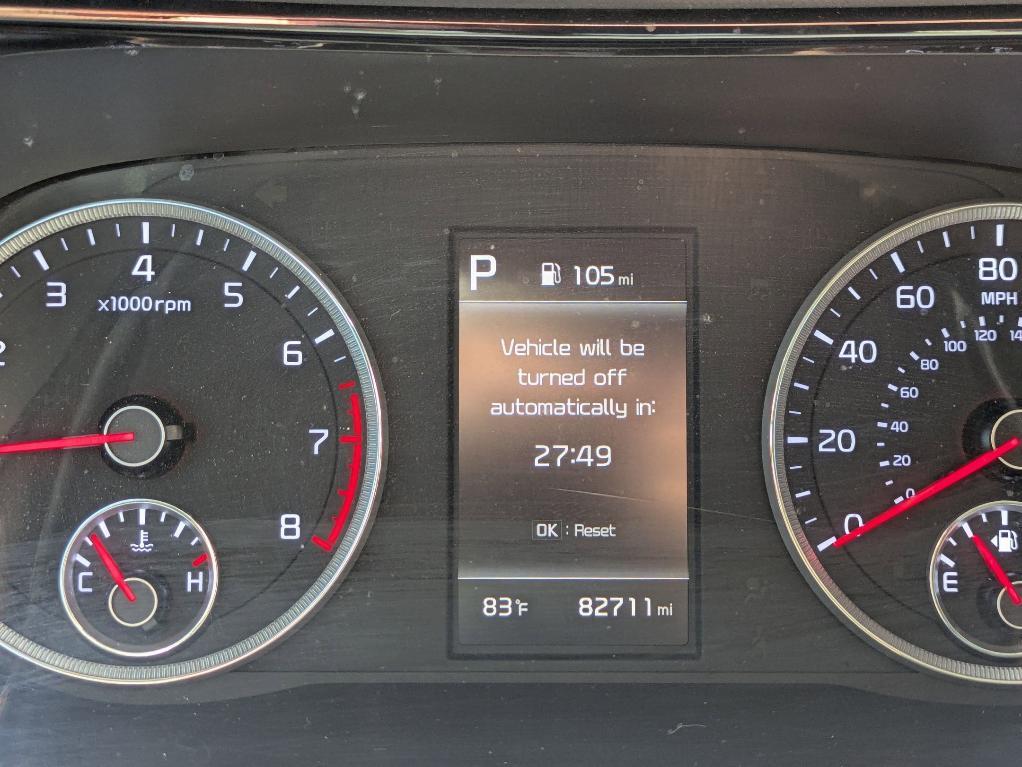 P 105 mi
Vehicle will be
turned off
automatically in:
27:49
OK : Reset
83°F 82711 mi
3
4
5
6
7
8
x1000rpm
C H
0
20
40
60
80
MPH
0
20
40
60
80
100
120
E